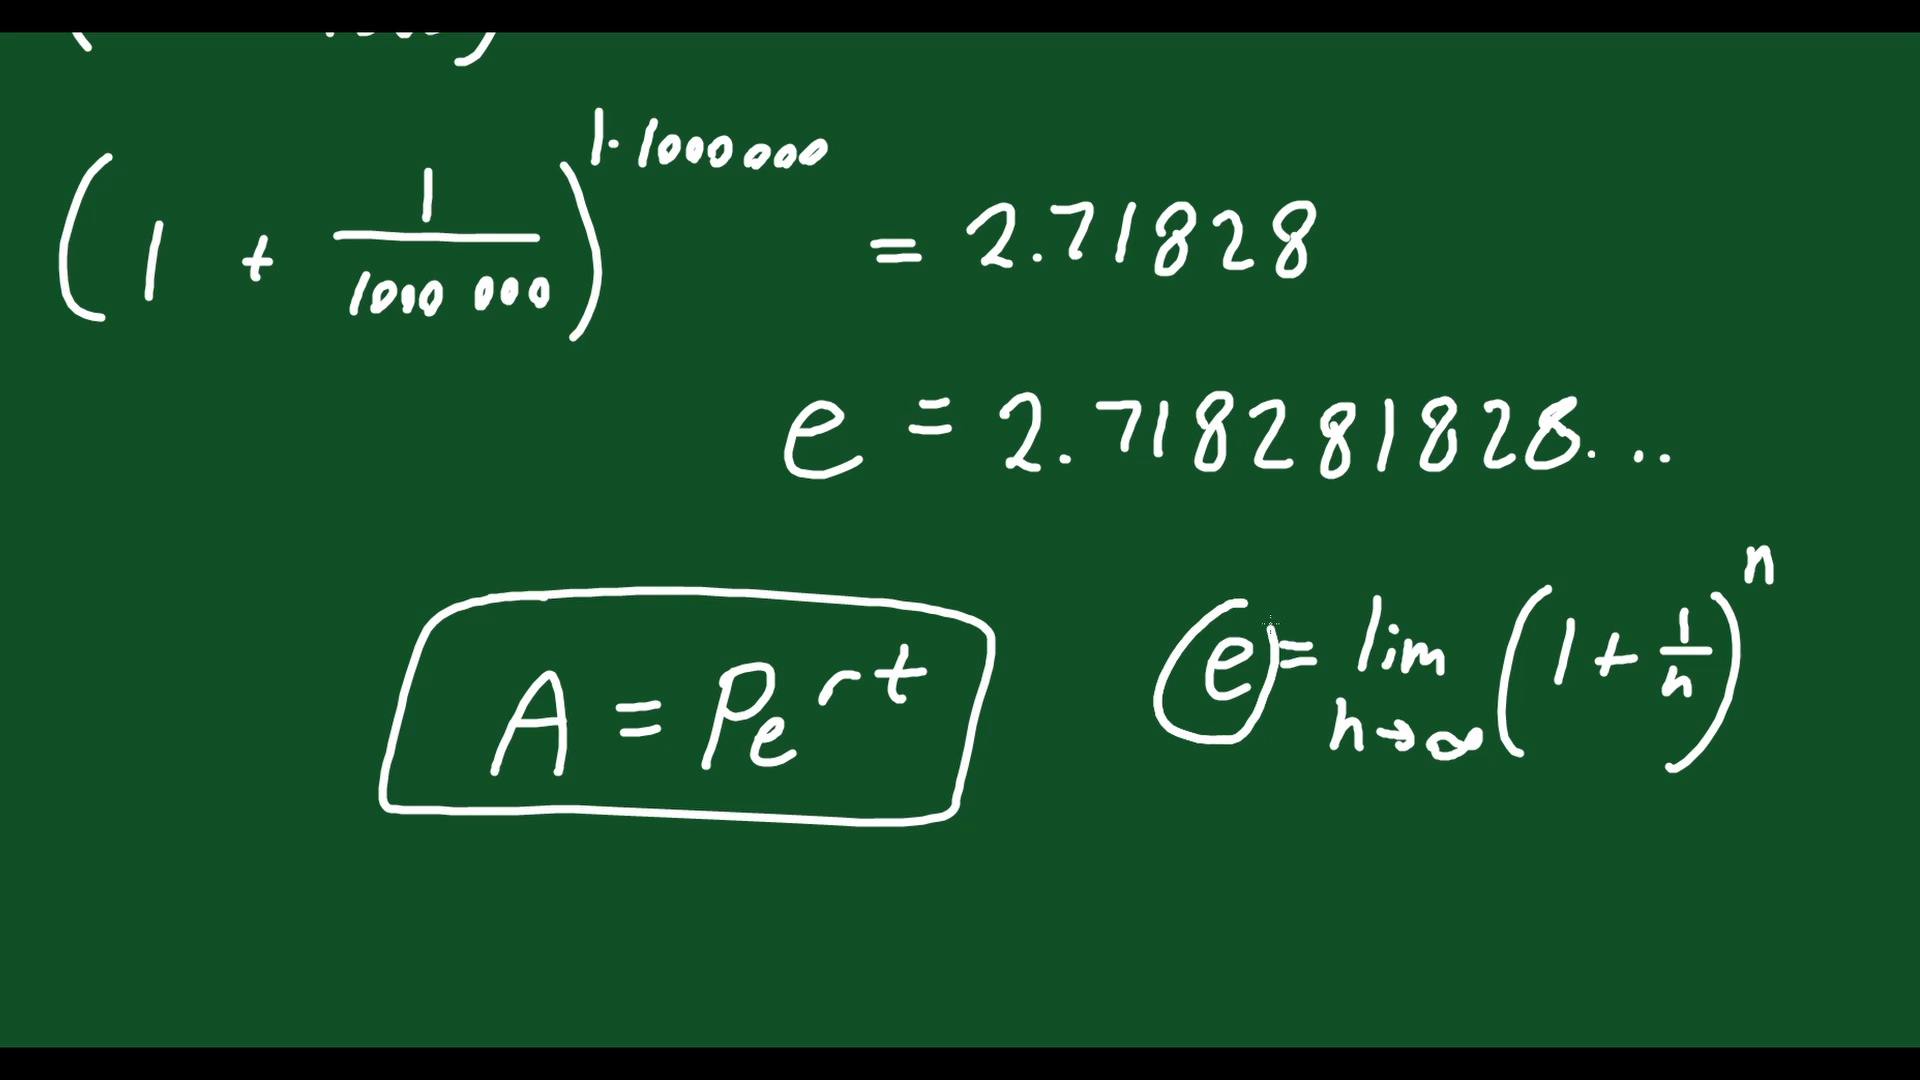 (1 + 1/1000 000)^1·1000 000 = 2.71828
e = 2.718281828...
A = Pe^rt
e = lim n→∞ (1 + 1/n)^n